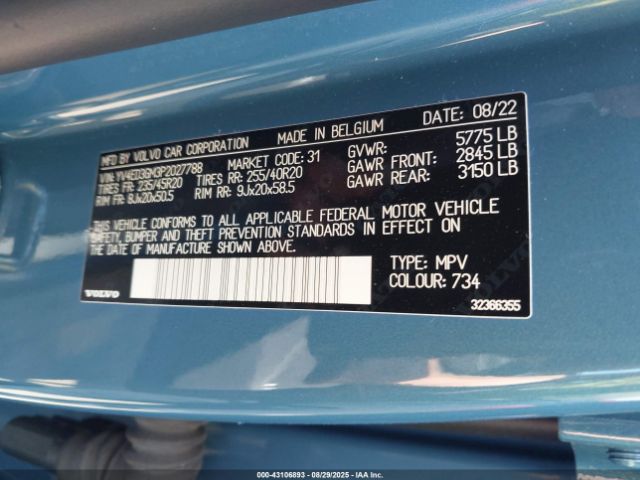 MFD BY VOLVO CAR CORPORATION MADE IN BELGIUM DATE: 08/22
VIN: YV4ED3GM3P2027788 MARKET CODE: 31 GVWR: 5775 LB
TIRES FR: 235/45R20 TIRES RR: 255/40R20 GAWR FRONT: 2845 LB
RIM FR: 8Jx20x50.5 RIM RR: 9Jx20x58.5 GAWR REAR: 3150 LB
THIS VEHICLE CONFORMS TO ALL APPLICABLE FEDERAL MOTOR VEHICLE
SAFETY, BUMPER AND THEFT PREVENTION STANDARDS IN EFFECT ON
THE DATE OF MANUFACTURE SHOWN ABOVE.
TYPE: MPV
COLOUR: 734
VOLVO 32366355
000-43106893 - 08/29/2025 - IAA Inc.